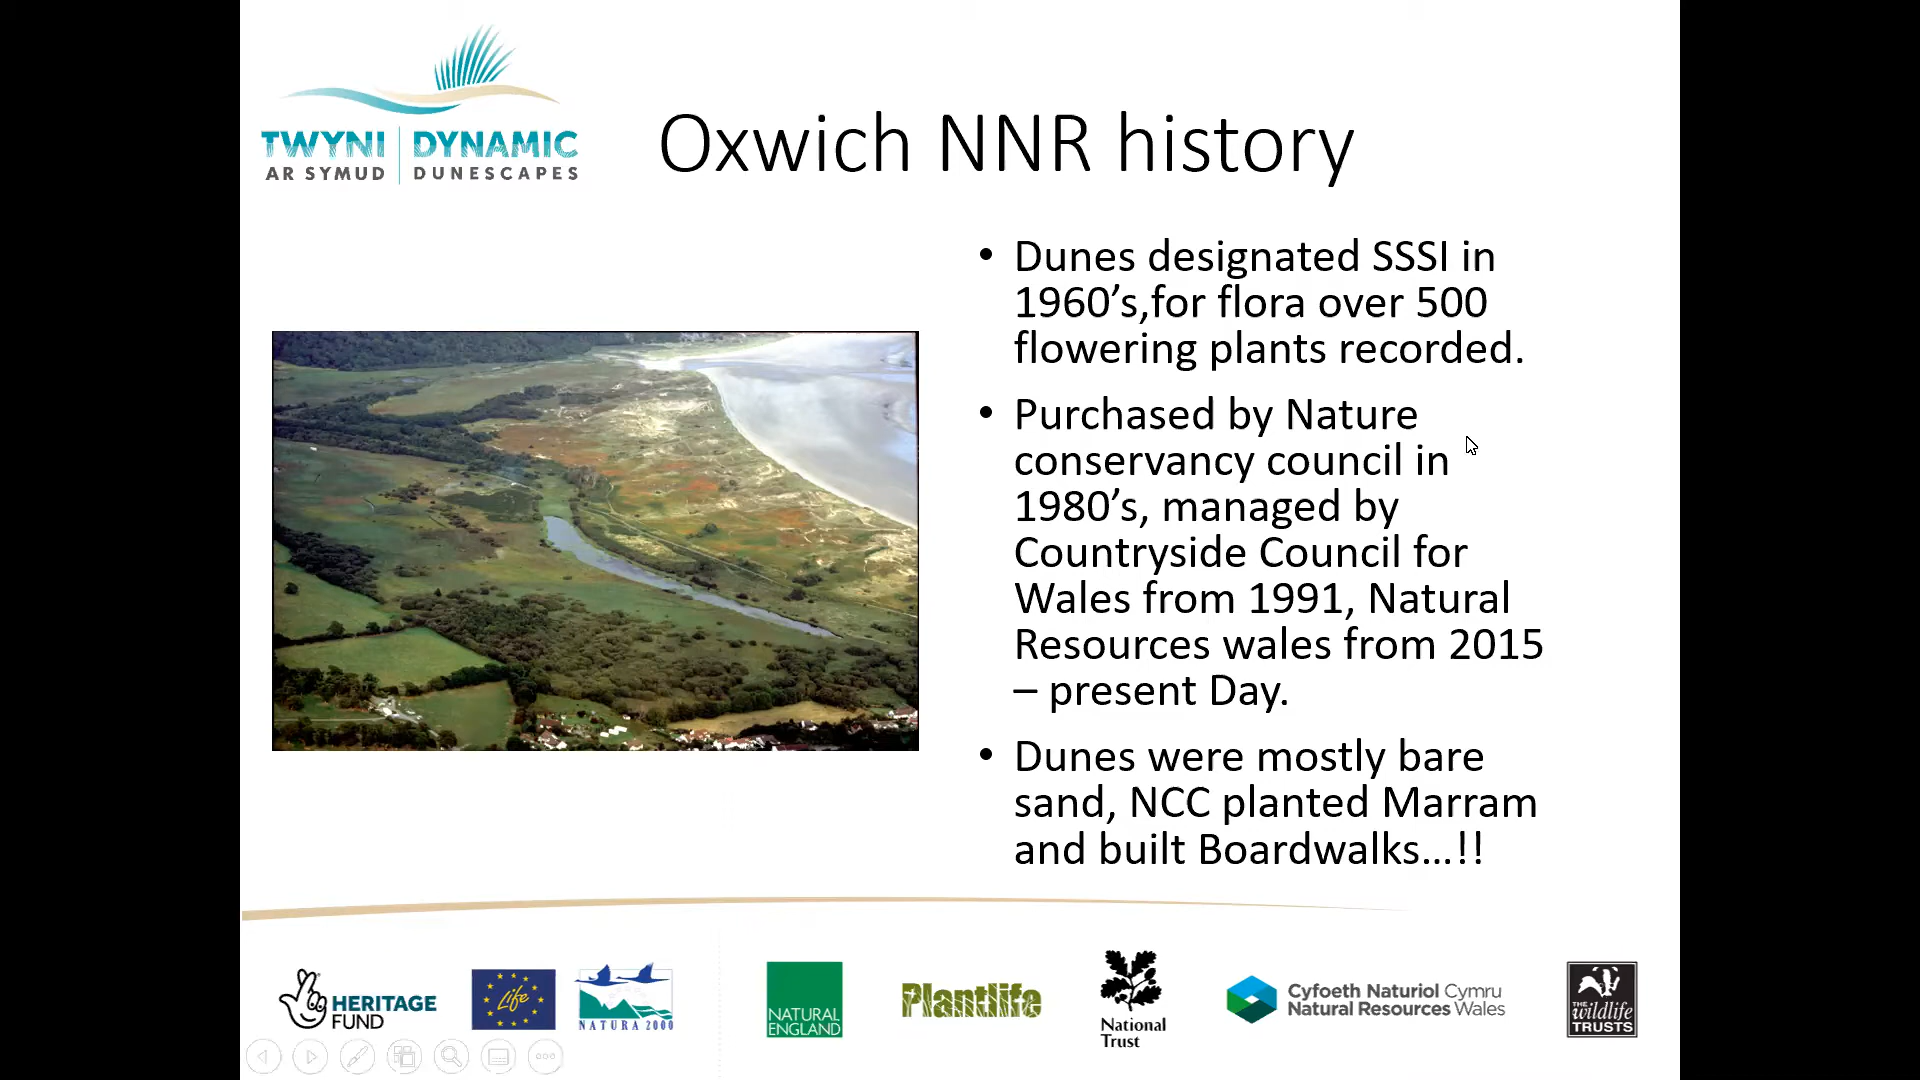 TWYNI DYNAMIC
AR SYMUD DUNESCAPES
Oxwich NNR history
• Dunes designated SSSI in
1960’s,for flora over 500
flowering plants recorded.
• Purchased by Nature
conservancy council in
1980’s, managed by
Countryside Council for
Wales from 1991, Natural
Resources wales from 2015
– present Day.
• Dunes were mostly bare
sand, NCC planted Marram
and built Boardwalks...!!
HERITAGE
FUND
Life
NATURA 2000
NATURAL
ENGLAND
Plantlife
National
Trust
Cyfoeth Naturiol Cymru
Natural Resources Wales
THE
wildlife
TRUSTS